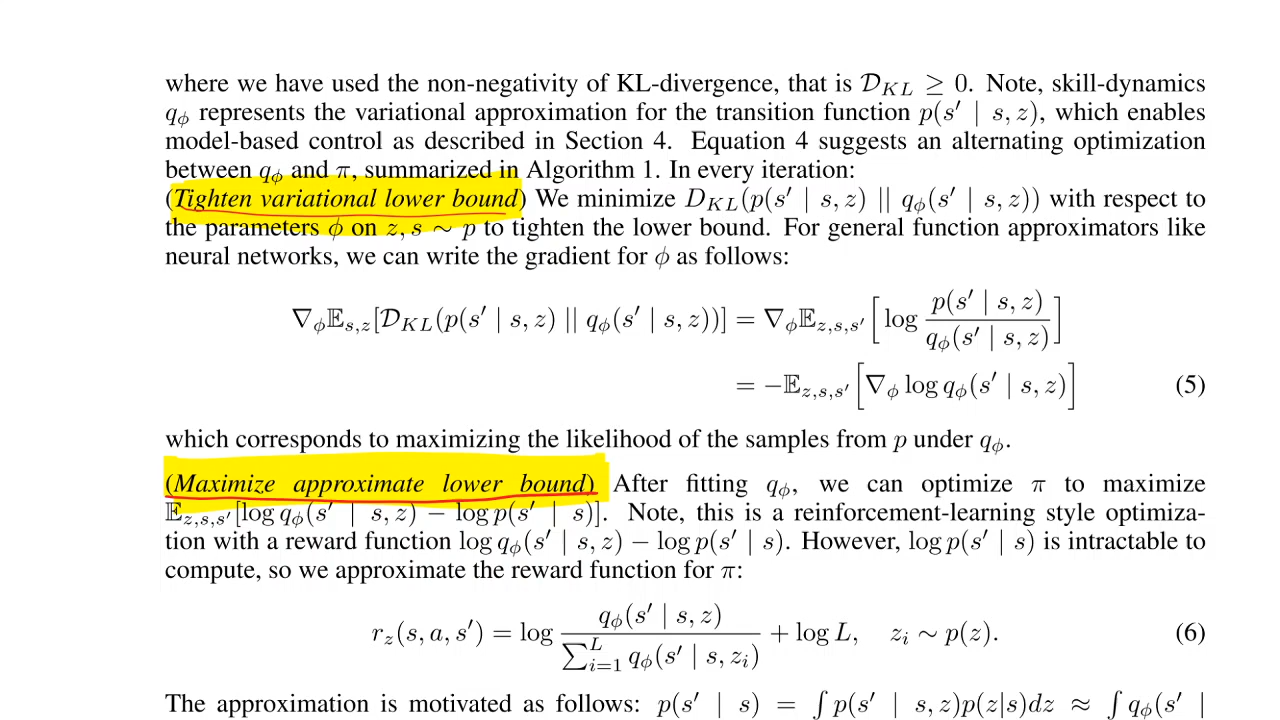 where we have used the non-negativity of KL-divergence, that is 𝒟_KL ≥ 0. Note, skill-dynamics
q_ϕ represents the variational approximation for the transition function p(s′ | s, z), which enables
model-based control as described in Section 4. Equation 4 suggests an alternating optimization
between q_ϕ and π, summarized in Algorithm 1. In every iteration:
(Tighten variational lower bound) We minimize D_KL(p(s′ | s, z) || q_ϕ(s′ | s, z)) with respect to
the parameters ϕ on z, s ∼ p to tighten the lower bound. For general function approximators like
neural networks, we can write the gradient for ϕ as follows:
∇_ϕ𝔼_{s,z}[𝒟_KL(p(s′ | s, z) || q_ϕ(s′ | s, z))] = ∇_ϕ𝔼_{z,s,s′}[log p(s′ | s, z) / q_ϕ(s′ | s, z)]
= −𝔼_{z,s,s′}[∇_ϕ log q_ϕ(s′ | s, z)] (5)
which corresponds to maximizing the likelihood of the samples from p under q_ϕ.
(Maximize approximate lower bound) After fitting q_ϕ, we can optimize π to maximize
𝔼_{z,s,s′}[log q_ϕ(s′ | s, z) − log p(s′ | s)]. Note, this is a reinforcement-learning style optimiza-
tion with a reward function log q_ϕ(s′ | s, z) − log p(s′ | s). However, log p(s′ | s) is intractable to
compute, so we approximate the reward function for π:
r_z(s, a, s′) = log q_ϕ(s′ | s, z) / ∑_{i=1}^{L} q_ϕ(s′ | s, z_i) + log L, z_i ∼ p(z). (6)
The approximation is motivated as follows: p(s′ | s) = ∫ p(s′ | s, z)p(z|s)dz ≈ ∫ q_ϕ(s′ |